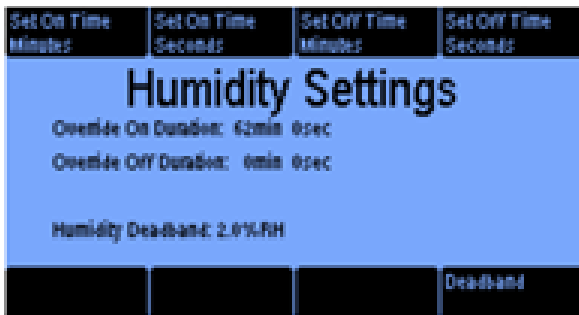 Set On Time Set On Time Set Off Time Set Off Time
Minutes Seconds Minutes Seconds
Humidity Settings
Override On Duration: 62min 0sec
Override Off Duration: 0min 0sec
Humidity Deadband: 2.0%RH
Deadband